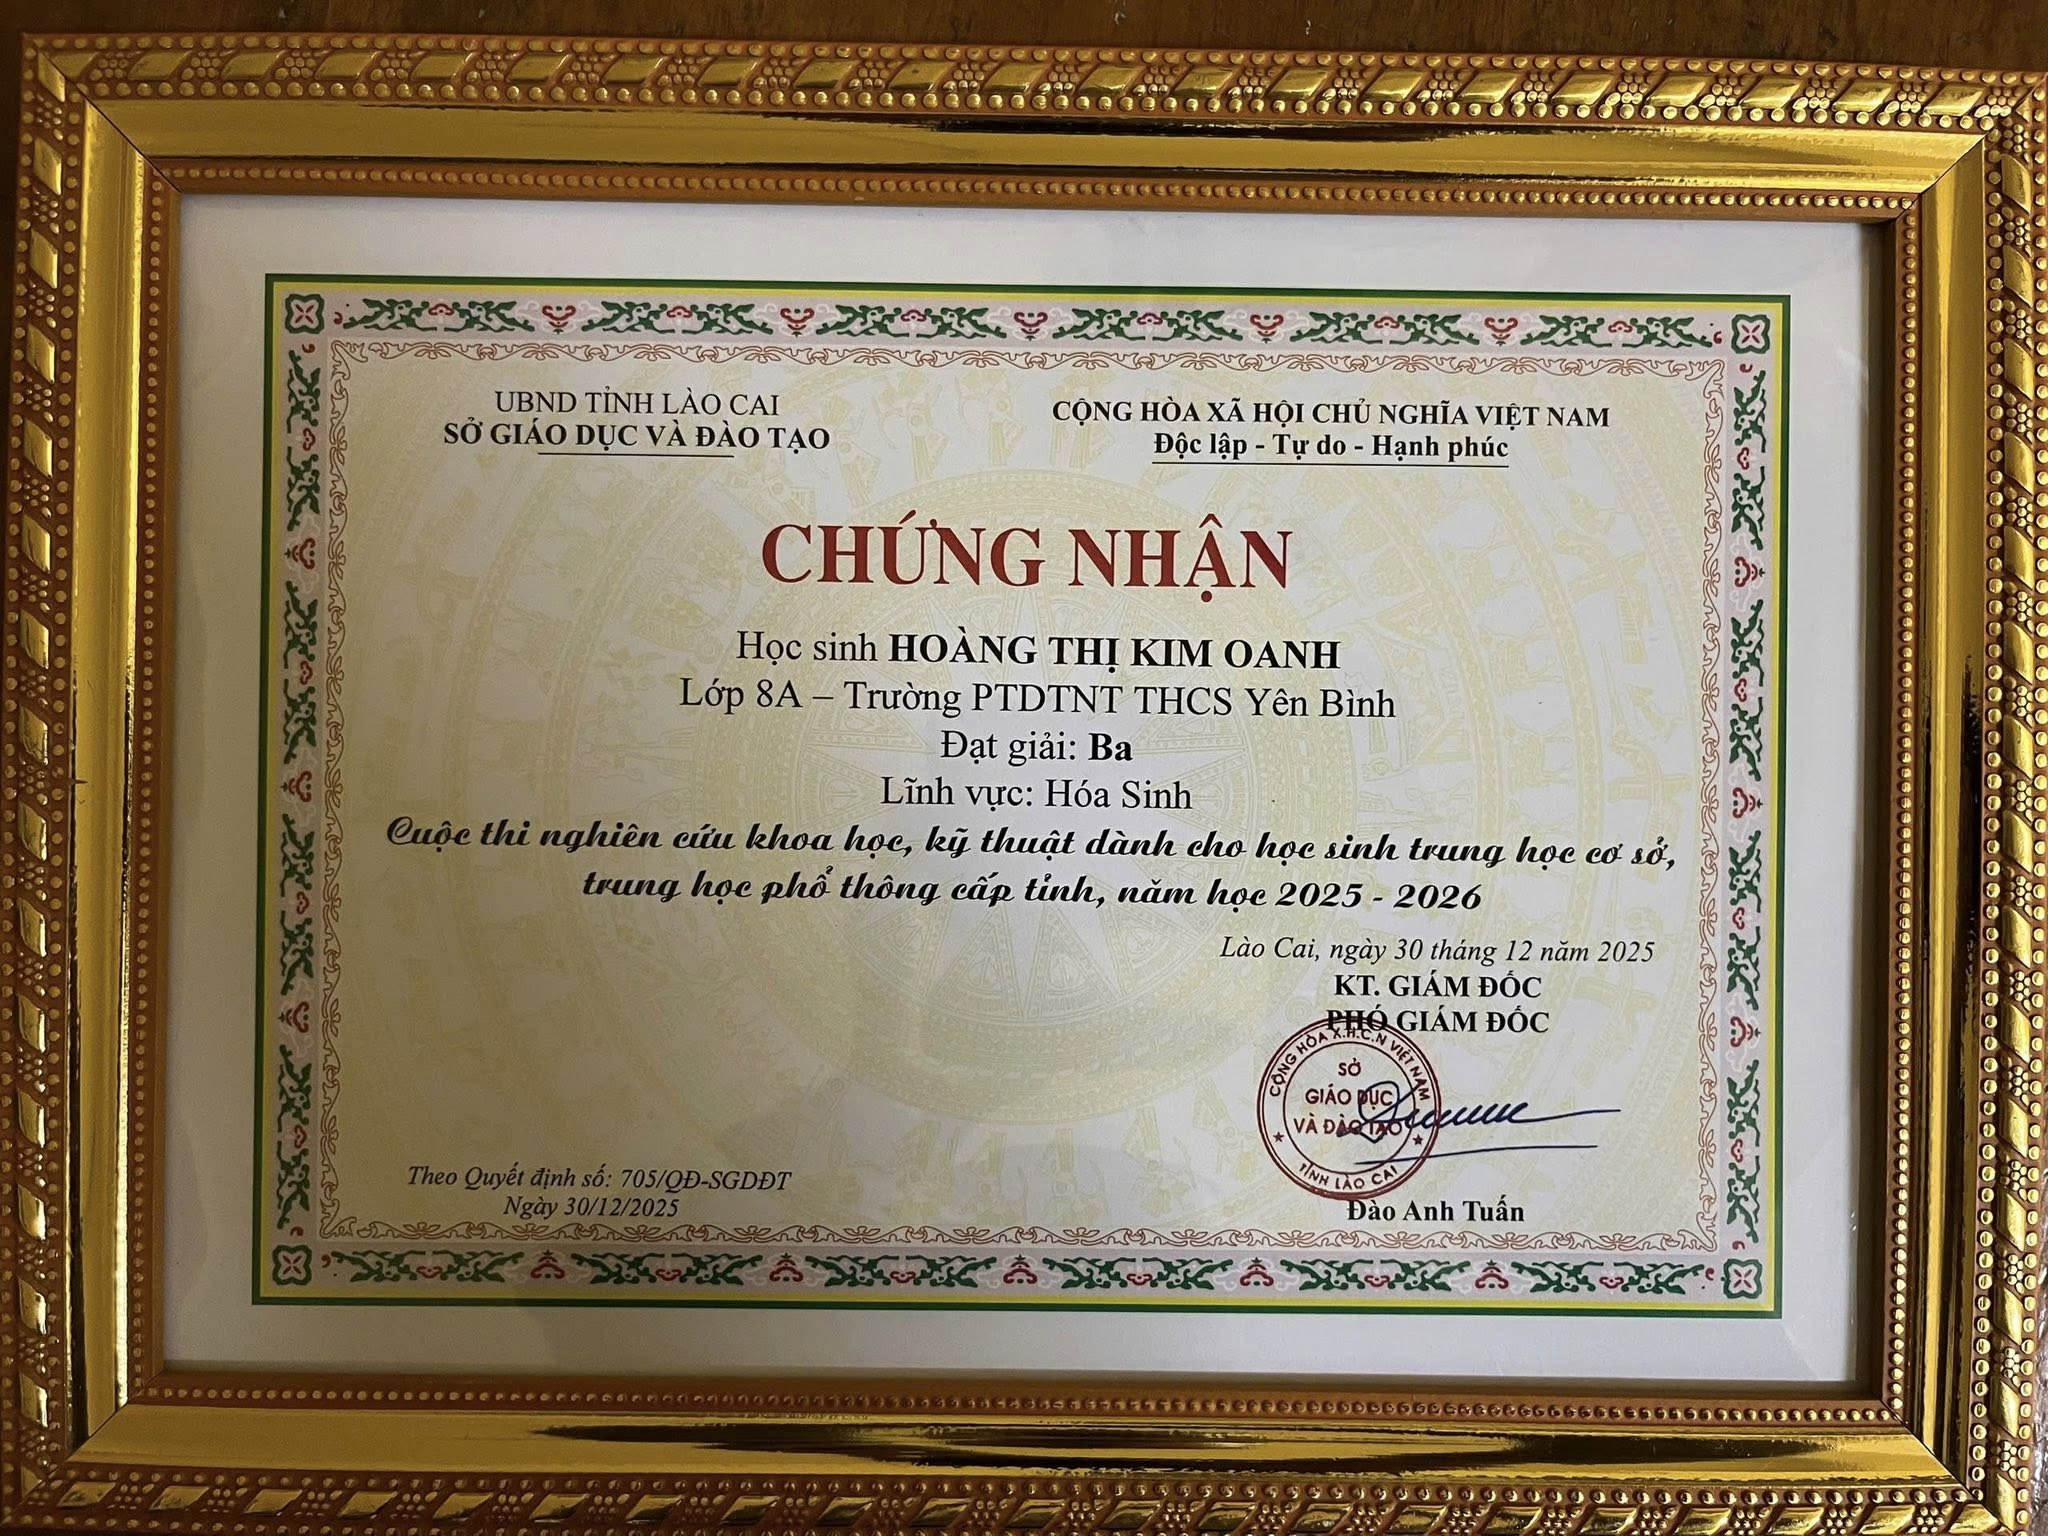 UBND TỈNH LÀO CAI
SỞ GIÁO DỤC VÀ ĐÀO TẠO
CỘNG HÒA XÃ HỘI CHỦ NGHĨA VIỆT NAM
Độc lập - Tự do - Hạnh phúc
CHỨNG NHẬN
Học sinh HOÀNG THỊ KIM OANH
Lớp 8A – Trường PTDTNT THCS Yên Bình
Đạt giải: Ba
Lĩnh vực: Hóa Sinh
Cuộc thi nghiên cứu khoa học, kỹ thuật dành cho học sinh trung học cơ sở,
trung học phổ thông cấp tỉnh, năm học 2025 - 2026
Lào Cai, ngày 30 tháng 12 năm 2025
KT. GIÁM ĐỐC
PHÓ GIÁM ĐỐC
CỘNG HÒA X.H.C.N VIỆT NAM
SỞ
GIÁO DỤC
VÀ ĐÀO TẠO
TỈNH LÀO CAI
Đào Anh Tuấn
Theo Quyết định số: 705/QĐ-SGDĐT
Ngày 30/12/2025